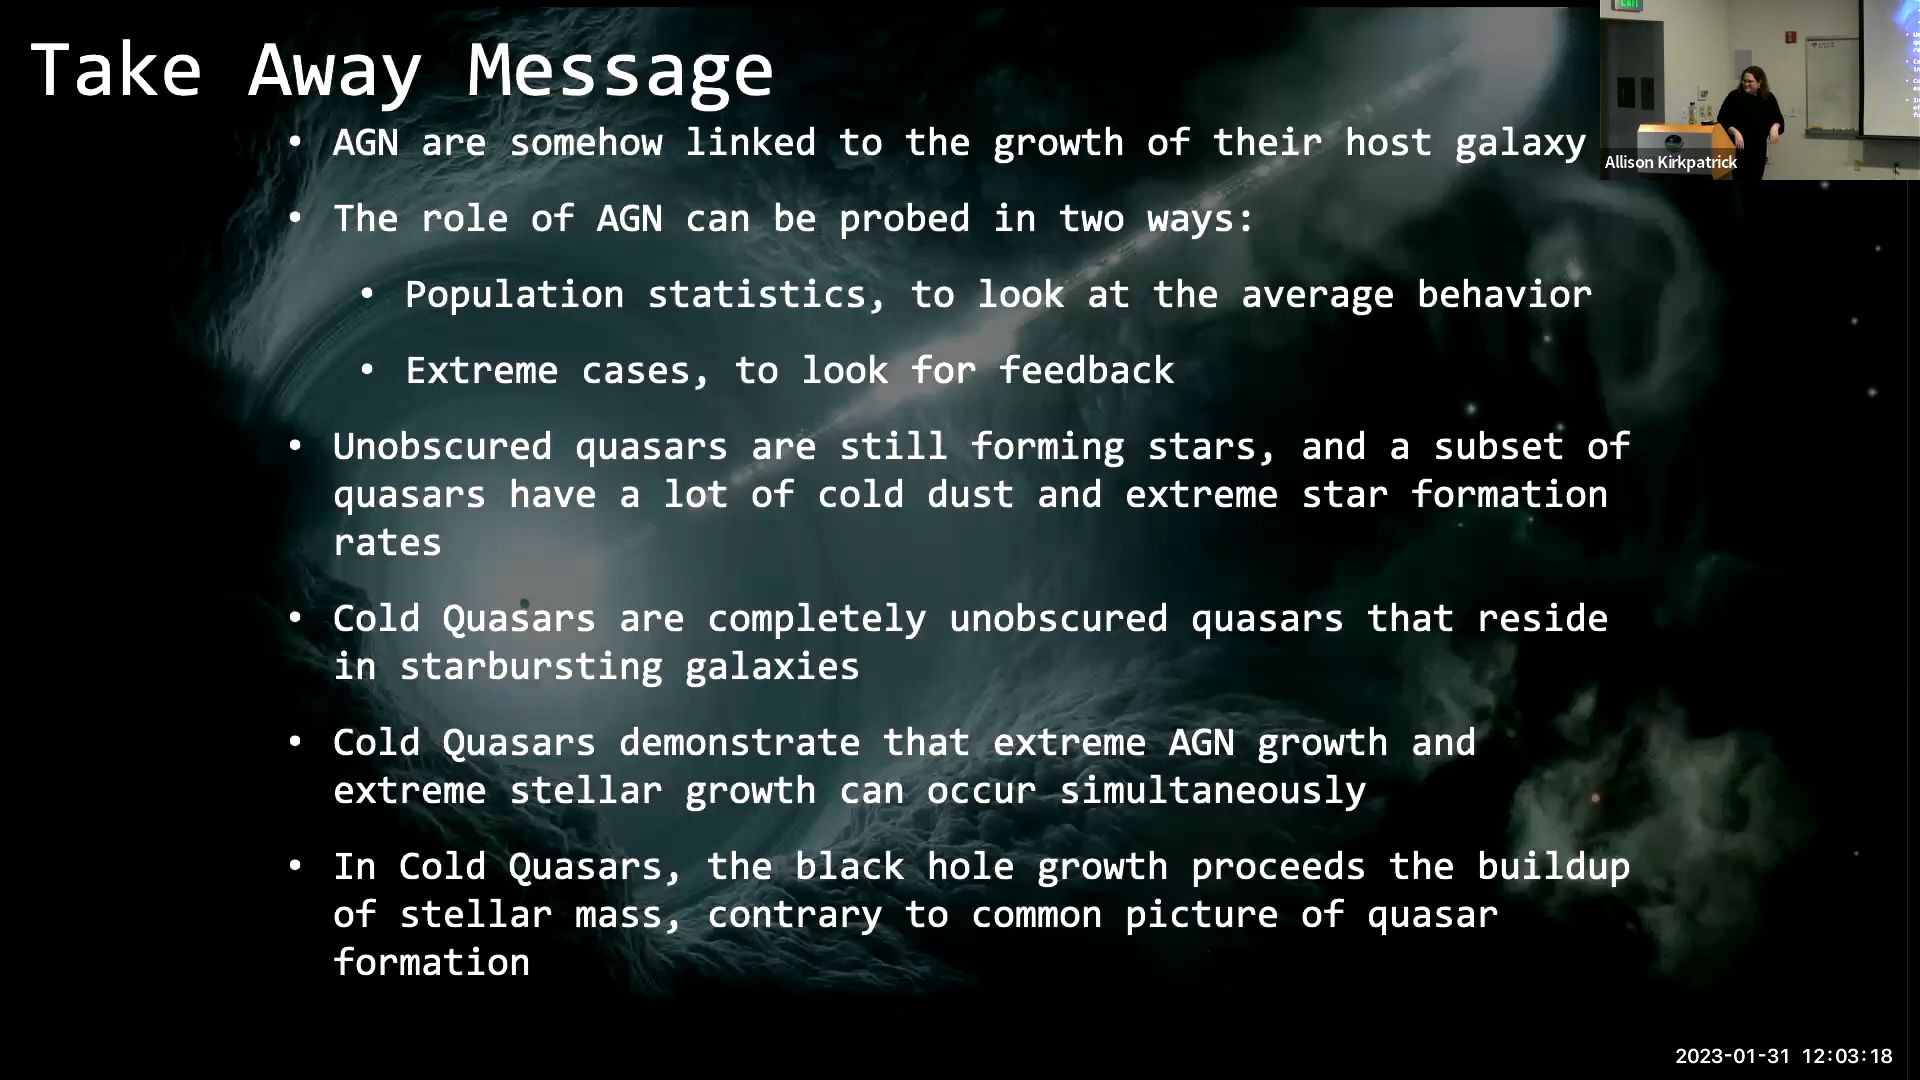 Take Away Message
• AGN are somehow linked to the growth of their host galaxy
• The role of AGN can be probed in two ways:
• Population statistics, to look at the average behavior
• Extreme cases, to look for feedback
• Unobscured quasars are still forming stars, and a subset of
quasars have a lot of cold dust and extreme star formation
rates
• Cold Quasars are completely unobscured quasars that reside
in starbursting galaxies
• Cold Quasars demonstrate that extreme AGN growth and
extreme stellar growth can occur simultaneously
• In Cold Quasars, the black hole growth proceeds the buildup
of stellar mass, contrary to common picture of quasar
formation
EXIT
Allison Kirkpatrick
2023-01-31 12:03:18